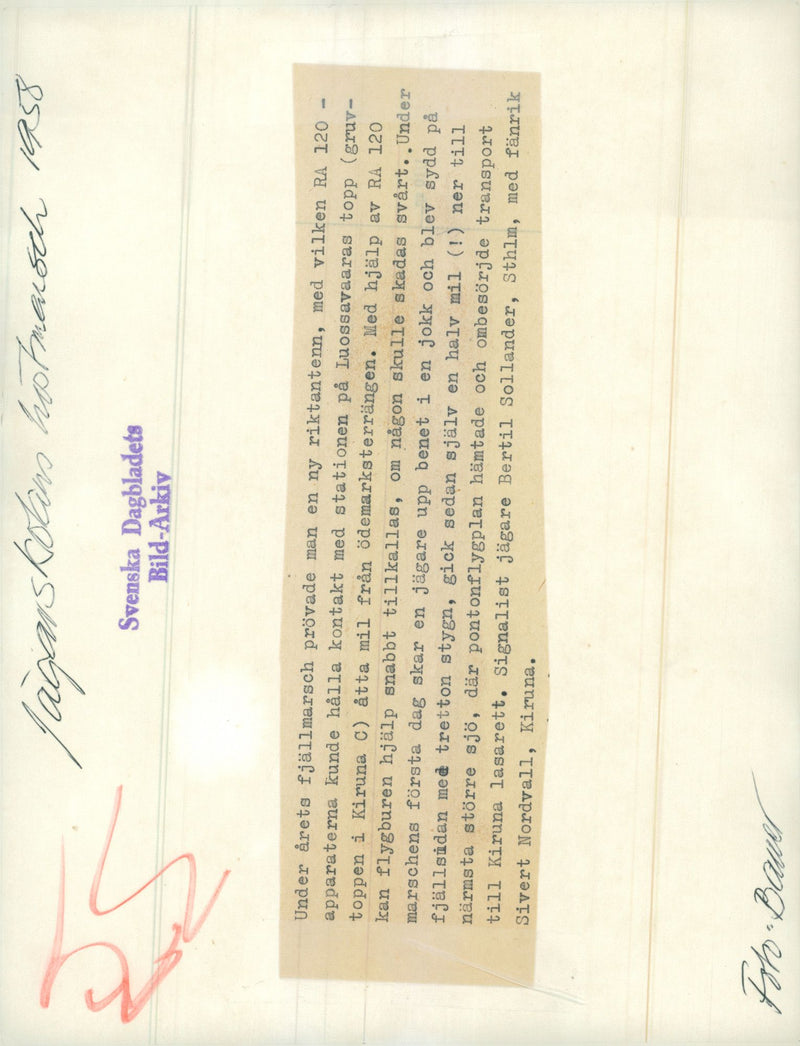 Jägarskolans höstmarsch 1958
Svenska Dagbladets
Bild-Arkiv
Under årets fjällmarsch prövade man en ny riktantenn, med vilken RA 120 -
apparaterna kunde hålla kontakt med stationen på Luossavaaras topp (gruv-
toppen i Kiruna C) åtta mil från ödemarksterrängen. Med hjälp av RA 120
kan flygburen hjälp snabbt tillkallas, om någon skulle skadas svårt..Under
marschens första dag skar en jägare upp benet i en jokk och blev sydd på
fjällsidan med tretton stygn, gick sedan själv en halv mil (!) ner till
närmsta större sjö, där pontonflygplan hämtade och ombesörjde transport
till Kiruna lasarett. Signalist jägare Bertil Sollander, Sthlm, med fänrik
Sivert Nordvall, Kiruna.
Foto: Bauer